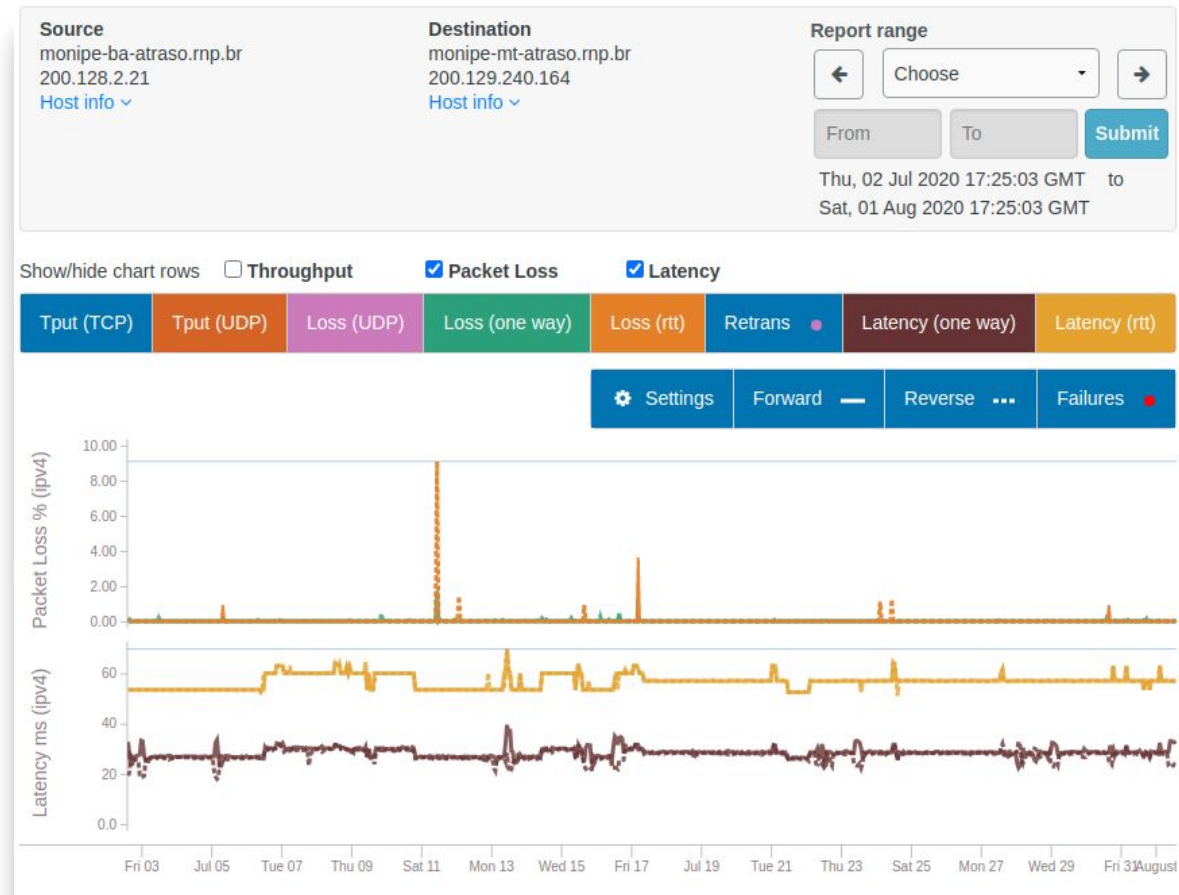 Source
monipe-ba-atraso.rnp.br
200.128.2.21
Host info
Destination
monipe-mt-atraso.rnp.br
200.129.240.164
Host info
Report range
Choose
From To Submit
Thu, 02 Jul 2020 17:25:03 GMT to
Sat, 01 Aug 2020 17:25:03 GMT
Show/hide chart rows Throughput Packet Loss Latency
Tput (TCP) Tput (UDP) Loss (UDP) Loss (one way) Loss (rtt) Retrans Latency (one way) Latency (rtt)
Settings Forward Reverse Failures
Packet Loss % (ipv4)
10.00
8.00
6.00
4.00
2.00
0.00
Latency ms (ipv4)
60
40
20
0.0
Fri 03 Jul 05 Tue 07 Thu 09 Sat 11 Mon 13 Wed 15 Fri 17 Jul 19 Tue 21 Thu 23 Sat 25 Mon 27 Wed 29 Fri 31 August